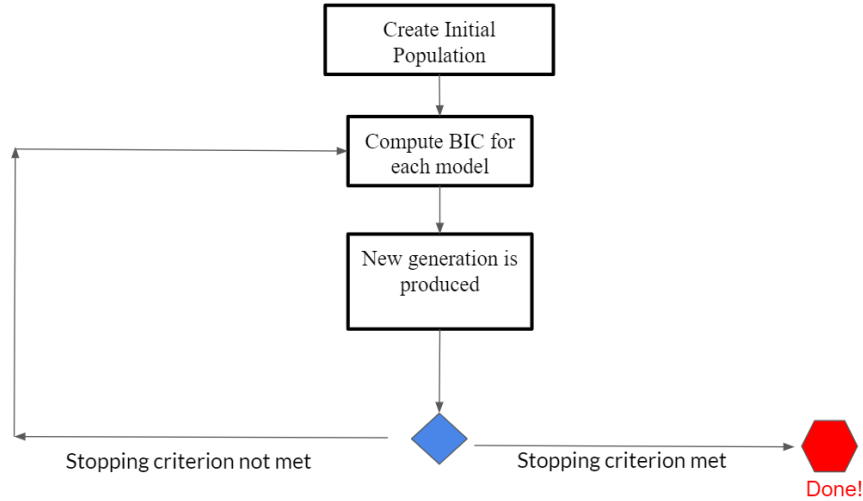 Create Initial
Population
Compute BIC for
each model
New generation is
produced
Stopping criterion not met
Stopping criterion met
Done!